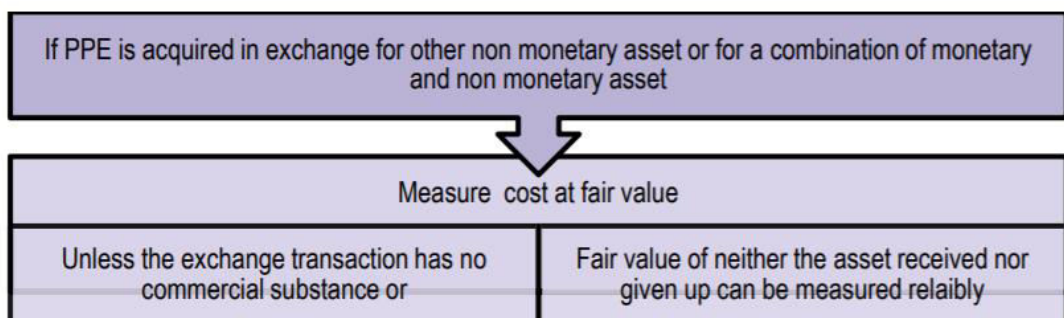 If PPE is acquired in exchange for other non monetary asset or for a combination of monetary
and non monetary asset
Measure cost at fair value
Unless the exchange transaction has no
commercial substance or
Fair value of neither the asset received nor
given up can be measured relaibly